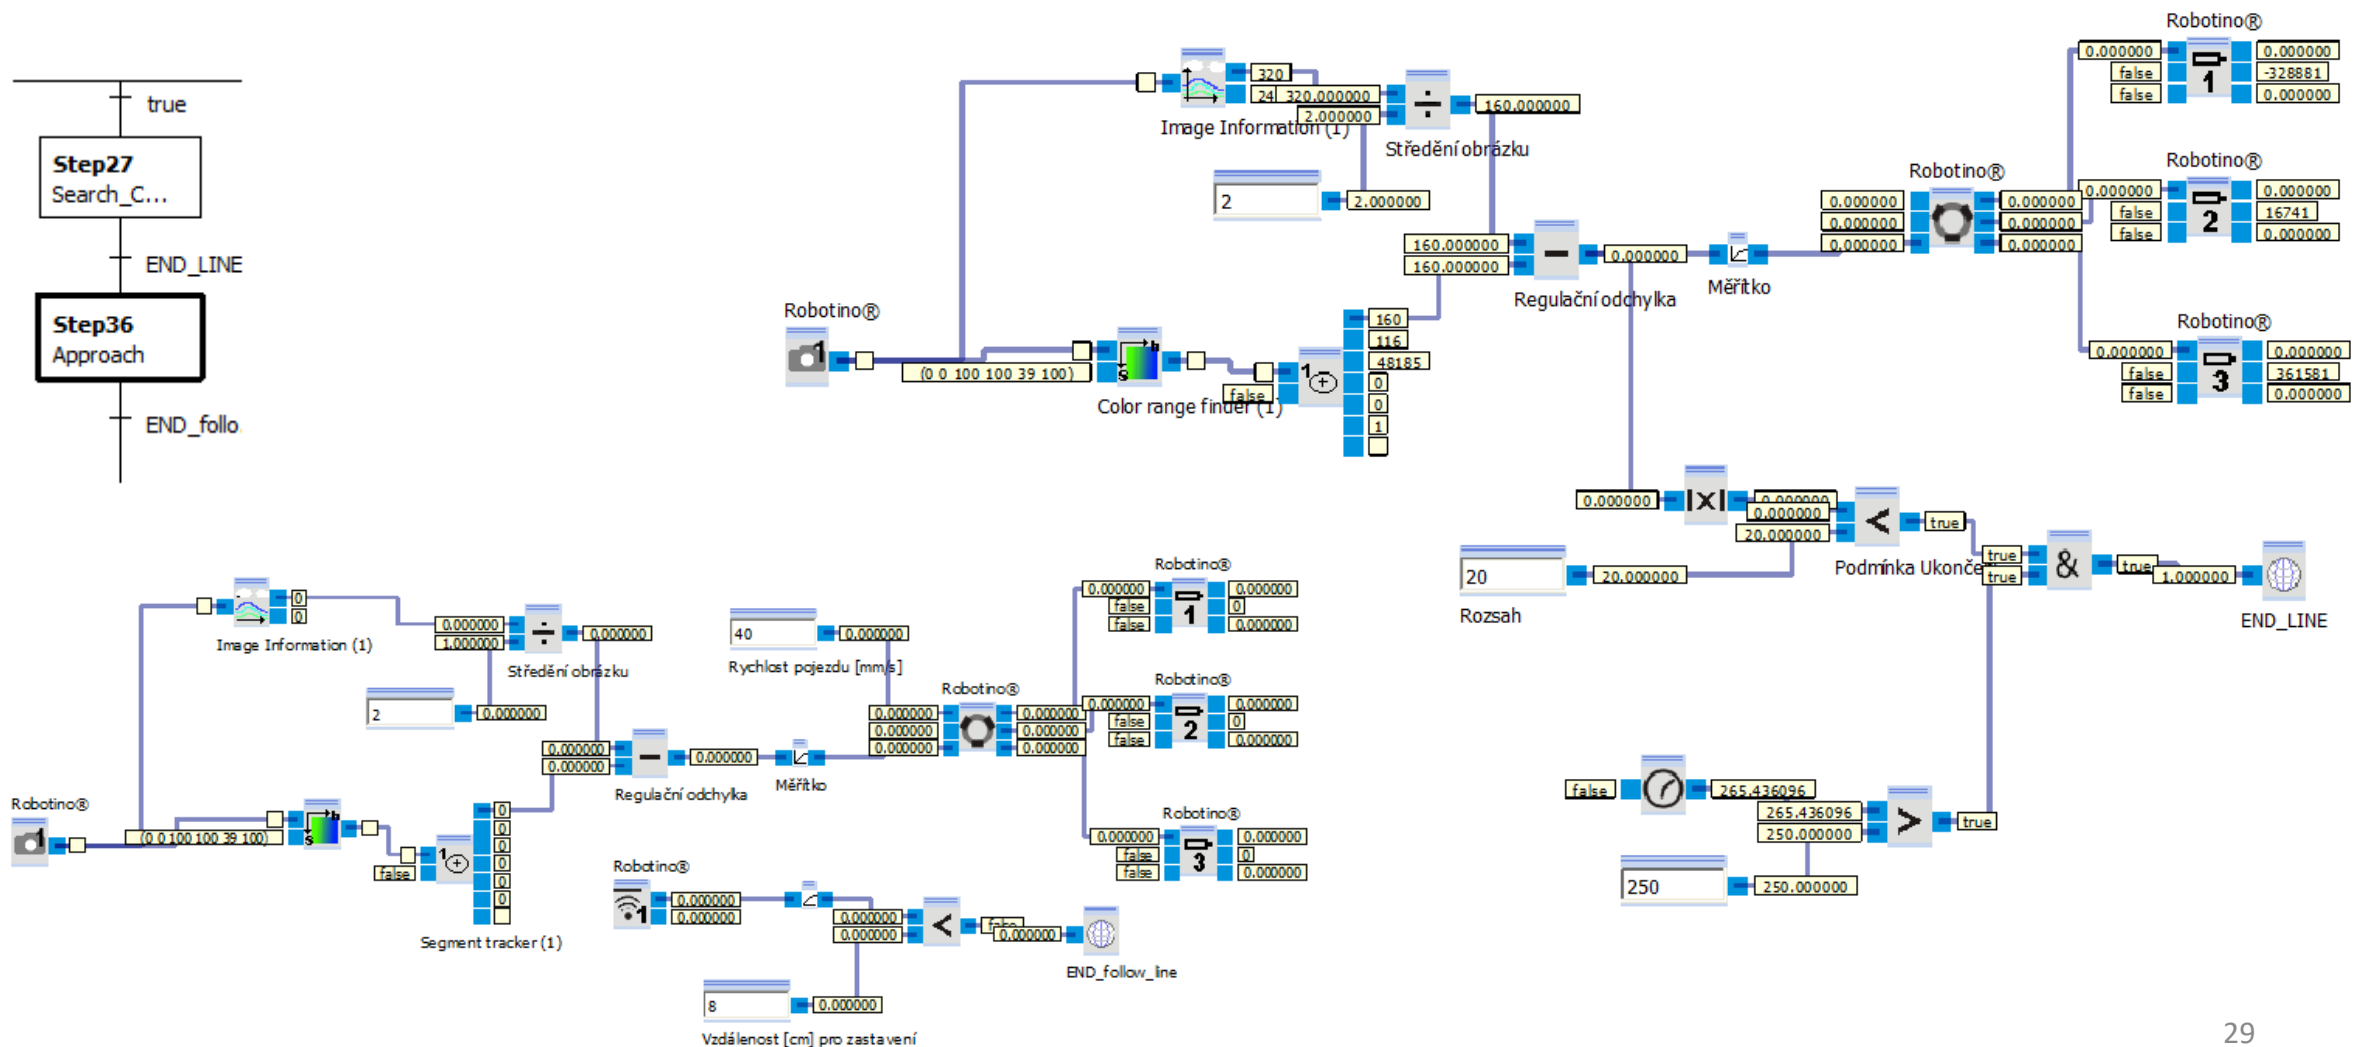 true
Step27
Search_C...
END_LINE
Step36
Approach
END_follo.
Robotino®
(0 0 100 100 39 100)
Color range finder (1)
false
160
116
48185
0
0
1
Image Information (1)
320
24
320.000000
2.000000
160.000000
Středění obrázku
2
2.000000
160.000000
160.000000
0.000000
Regulační odchylka
Měřítko
Robotino®
0.000000
0.000000
0.000000
0.000000
0.000000
0.000000
Robotino®
0.000000
false
false
1
0.000000
-328881
0.000000
Robotino®
0.000000
false
false
2
0.000000
16741
0.000000
Robotino®
0.000000
false
false
3
0.000000
361581
0.000000
0.000000
|x|
0.000000
0.000000
20.000000
<
true
Podmínka Ukonče
20
20.000000
Rozsah
true
true
&
true
1.000000
END_LINE
false
265.436096
265.436096
250.000000
>
true
250
250.000000
Robotino®
1
(0 0 100 100 39 100)
false
0
0
0
0
0
0
Segment tracker (1)
Image Information (1)
0
0
0.000000
1.000000
0.000000
Středění obrázku
2
0.000000
0.000000
0.000000
0.000000
Regulační odchylka
Měřítko
40
0.000000
Rychlost pojezdu [mm/s]
Robotino®
0.000000
0.000000
0.000000
0.000000
0.000000
0.000000
Robotino®
0.000000
false
false
1
0.000000
0
0.000000
Robotino®
0.000000
false
false
2
0.000000
0
0.000000
Robotino®
0.000000
false
false
3
0.000000
0
0.000000
Robotino®
1
0.000000
0.000000
0.000000
0.000000
<
false
0.000000
END_follow_line
8
0.000000
Vzdálenost [cm] pro zastavení
29